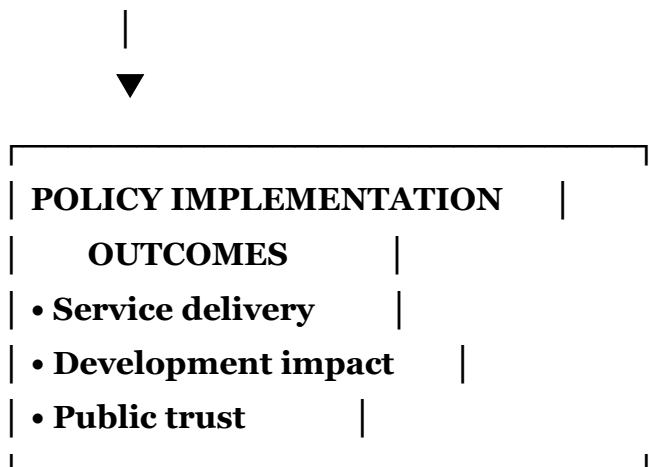 POLICY IMPLEMENTATION
OUTCOMES
• Service delivery
• Development impact
• Public trust